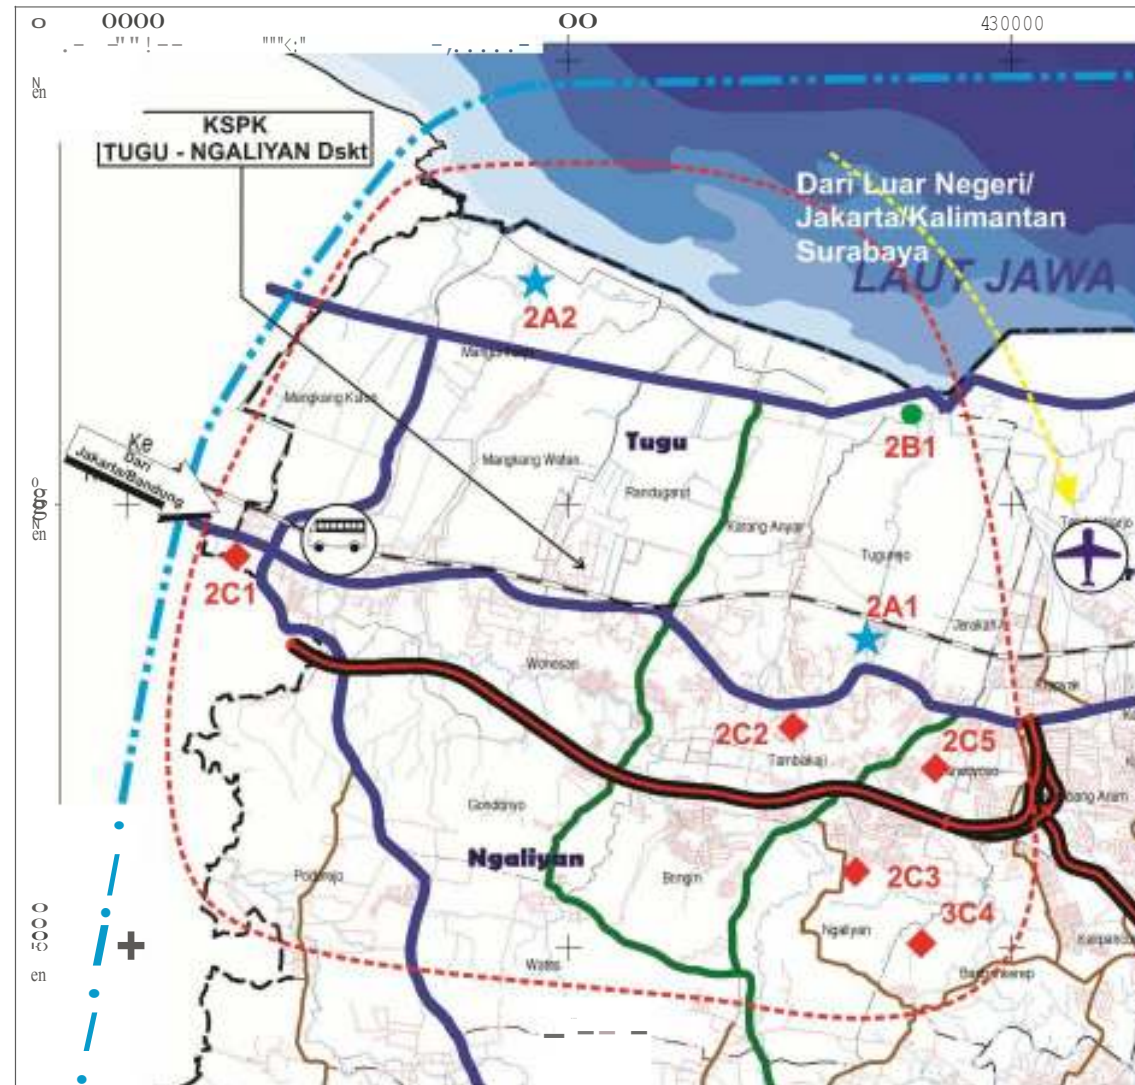 430000
KSPK
TUGU - NGALIYAN Dskt
Dari Luar Negeri/
Jakarta/Kalimantan
Surabaya
LAUT JAWA
2A2
Mangkang Kulon
Tugu
2B1
Ke
Dari
Jakarta/Bandung
Mangkang Wetan
Randugarut
Karang Anyar
Tugurejo
2C1
2A1
Jerakah
Wonosari
2C2
2C5
Tambakaji
Gondoriyo
Ngaliyan
Podorejo
Bringin
2C3
3C4
Ngaliyan
Wates